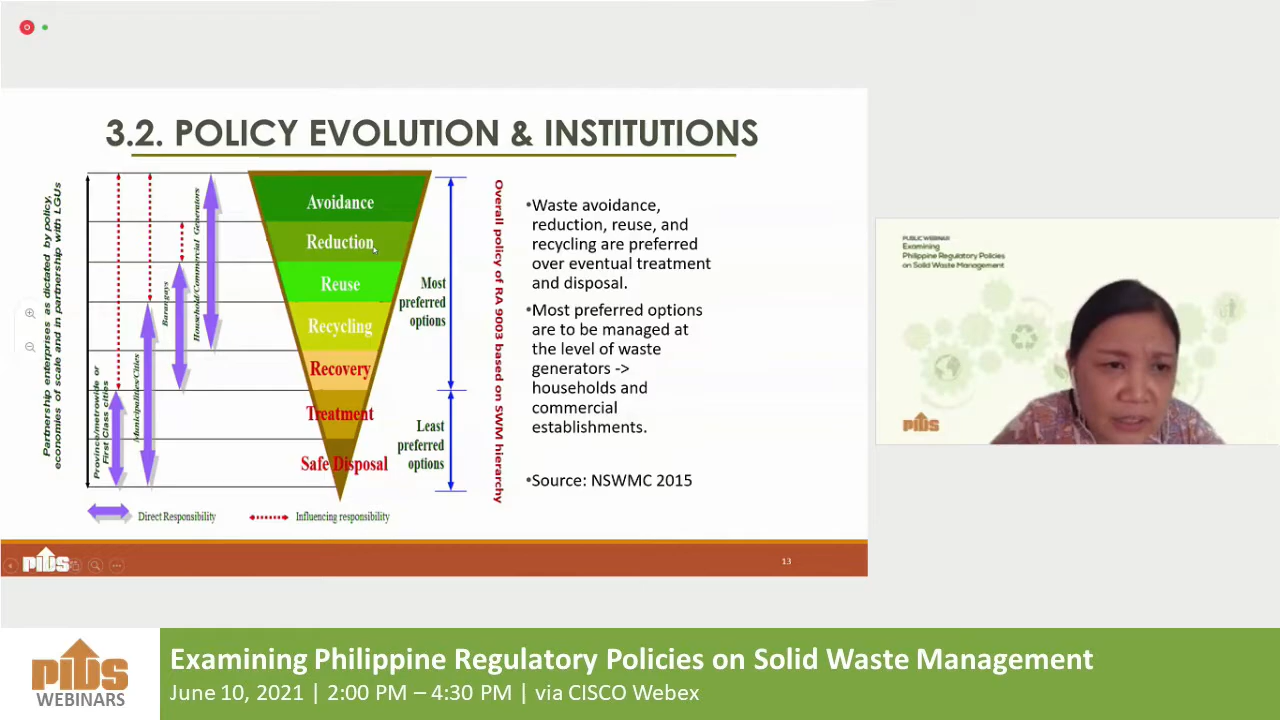 3.2. POLICY EVOLUTION & INSTITUTIONS
Partnership enterprises as dictated by policy,
economies of scale and in partnership with LGUs
Province/metrowide or
First Class cities
Municipalities/Cities
Barangays
Household/Commercial Generators
Avoidance
Reduction
Reuse
Recycling
Recovery
Treatment
Safe Disposal
Most
preferred
options
Least
preferred
options
Overall policy of RA 9003 based on SWM hierarchy
Direct Responsibility
Influencing responsibility
•Waste avoidance,
reduction, reuse, and
recycling are preferred
over eventual treatment
and disposal.
•Most preferred options
are to be managed at
the level of waste
generators ->
households and
commercial
establishments.
•Source: NSWMC 2015
PIDS
13
PUBLIC WEBINAR
Examining
Philippine Regulatory Policies
on Solid Waste Management
PIDS
PIDS
WEBINARS
Examining Philippine Regulatory Policies on Solid Waste Management
June 10, 2021 | 2:00 PM – 4:30 PM | via CISCO Webex